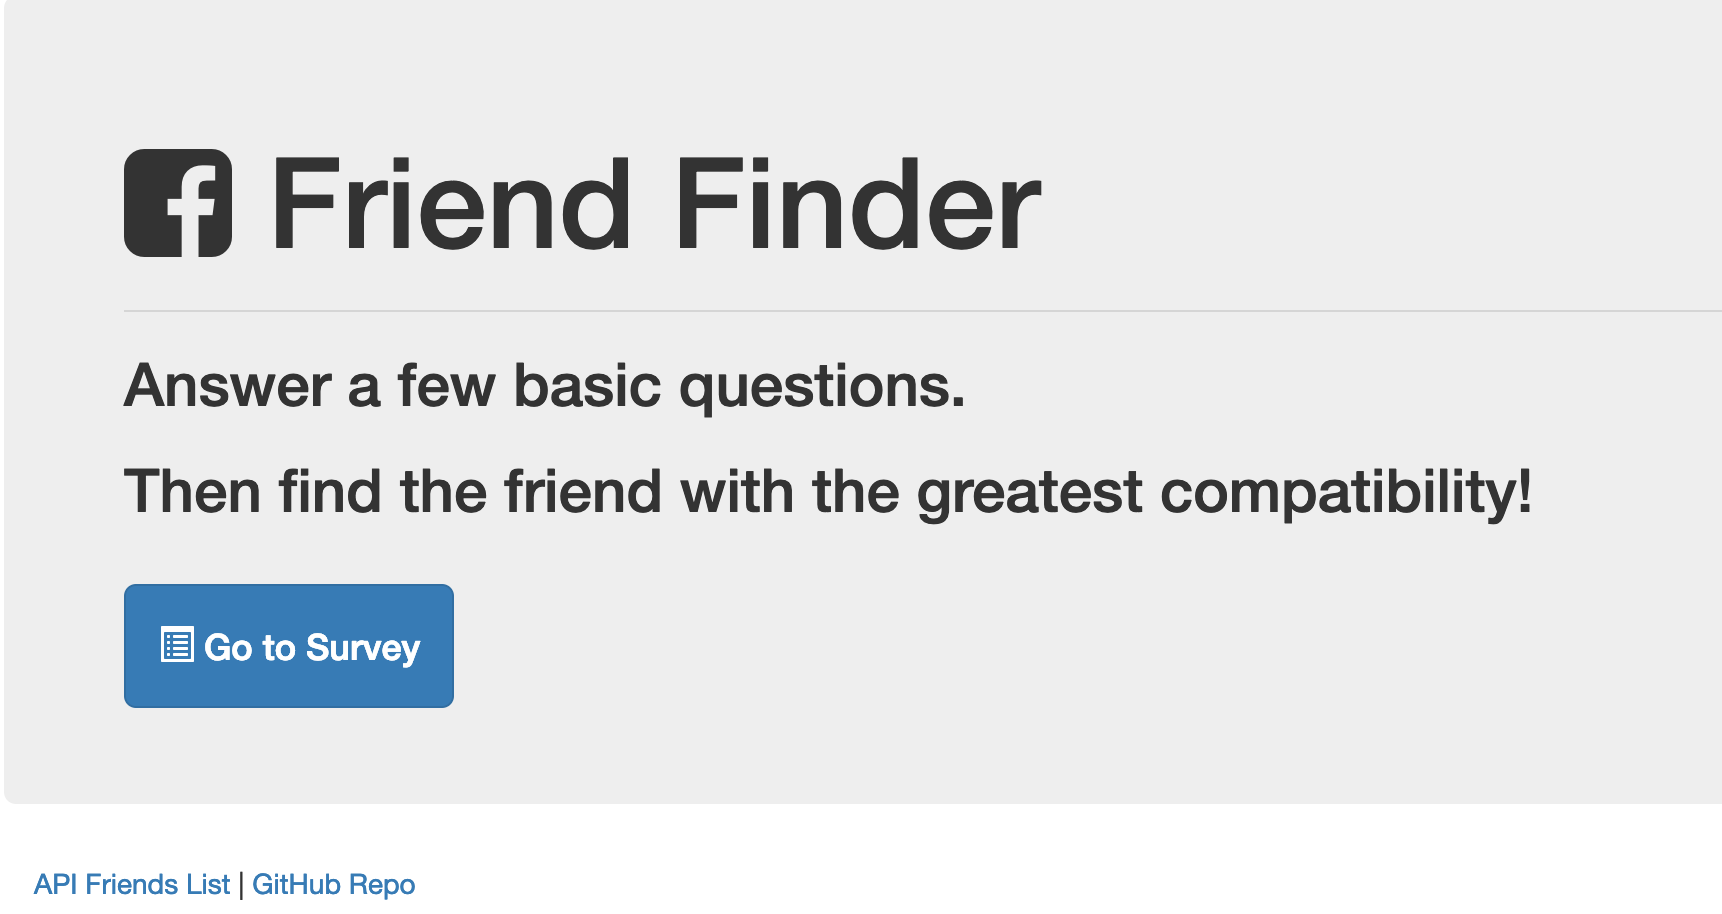 Friend Finder
Answer a few basic questions.
Then find the friend with the greatest compatibility!
Go to Survey
API Friends List | GitHub Repo